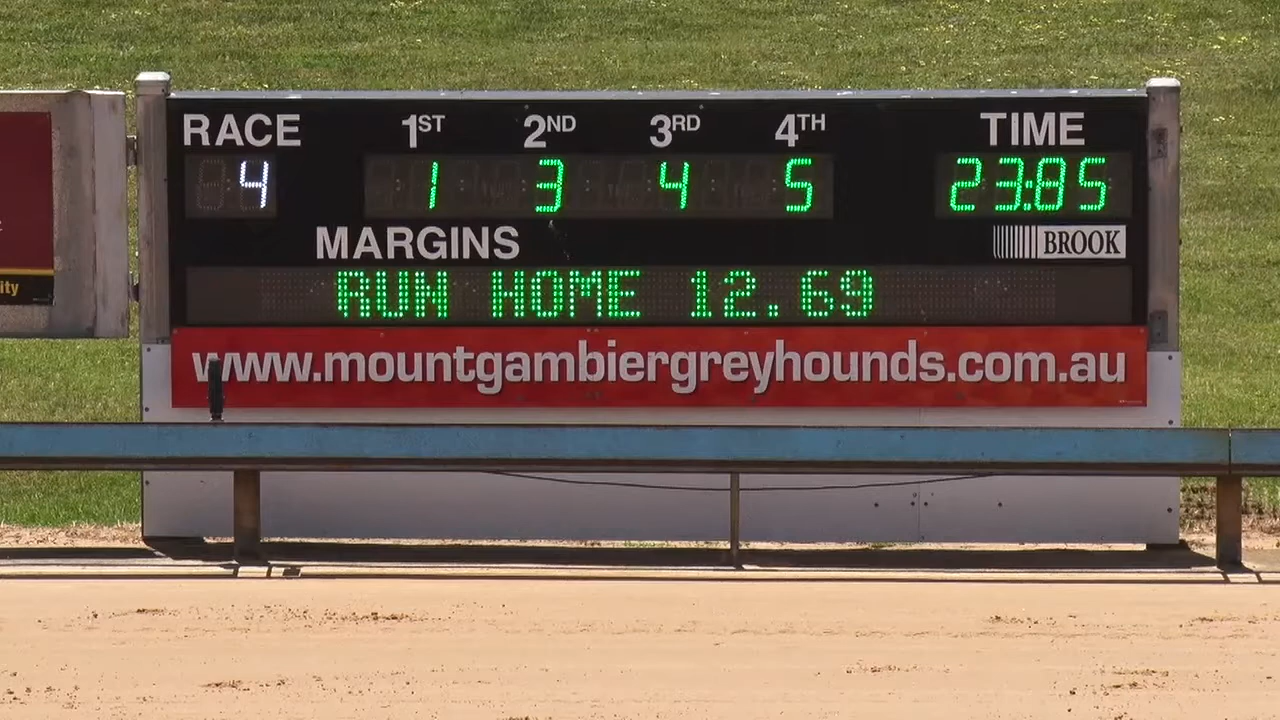 RACE 1ST 2ND 3RD 4TH TIME
4 1 3 4 5 23:85
MARGINS BROOK
RUN HOME 12.69
ity
www.mountgambiergreyhounds.com.au